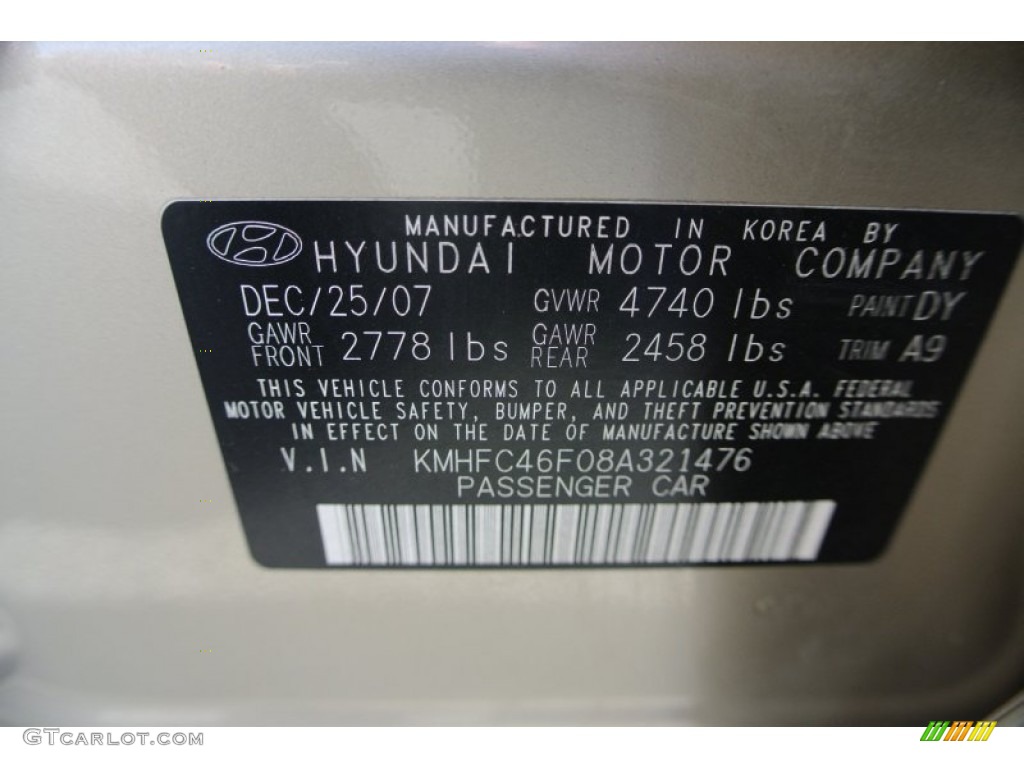 MANUFACTURED IN KOREA BY
HYUNDAI MOTOR COMPANY
DEC/25/07 GVWR 4740 lbs PAINT DY
GAWR FRONT 2778 lbs GAWR REAR 2458 lbs TRIM A9
THIS VEHICLE CONFORMS TO ALL APPLICABLE U.S.A. FEDERAL
MOTOR VEHICLE SAFETY, BUMPER, AND THEFT PREVENTION STANDARDS
IN EFFECT ON THE DATE OF MANUFACTURE SHOWN ABOVE
V.I.N KMHFC46F08A321476
PASSENGER CAR
© GTCarLot.com